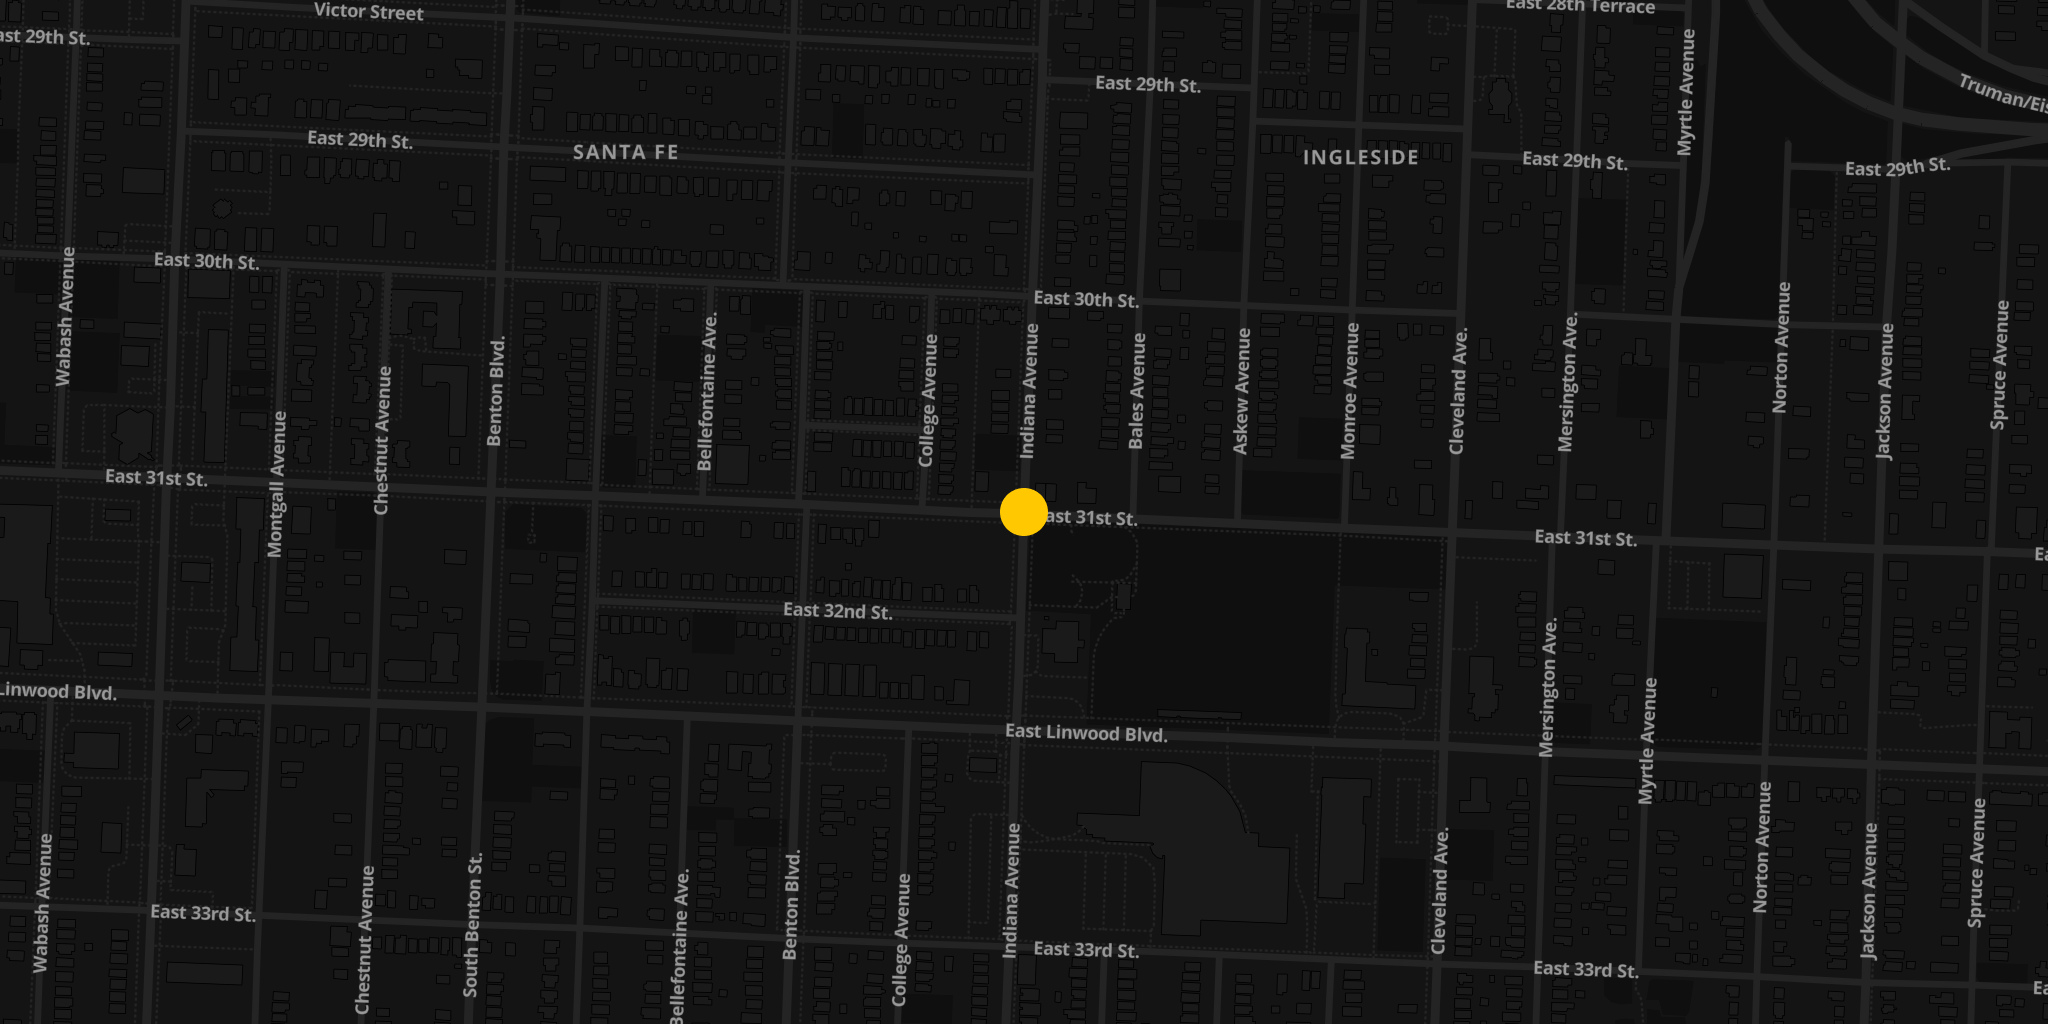 Victor Street
East 28th Terrace
ast 29th St.
Myrtle Avenue
East 29th St.
Truman/Eis
East 29th St.
SANTA FE
INGLESIDE
East 29th St.
East 29th St.
Wabash Avenue
East 30th St.
East 30th St.
Benton Blvd.
Bellefontaine Ave.
College Avenue
Indiana Avenue
Bales Avenue
Askew Avenue
Monroe Avenue
Cleveland Ave.
Mersington Ave.
Norton Avenue
Jackson Avenue
Spruce Avenue
Chestnut Avenue
Montgall Avenue
East 31st St.
ast 31st St.
East 31st St.
Ea
East 32nd St.
Mersington Ave.
Myrtle Avenue
Linwood Blvd.
East Linwood Blvd.
Wabash Avenue
Chestnut Avenue
South Benton St.
Bellefontaine Ave.
Benton Blvd.
College Avenue
Indiana Avenue
Cleveland Ave.
Norton Avenue
Jackson Avenue
Spruce Avenue
East 33rd St.
East 33rd St.
East 33rd St.
Ea